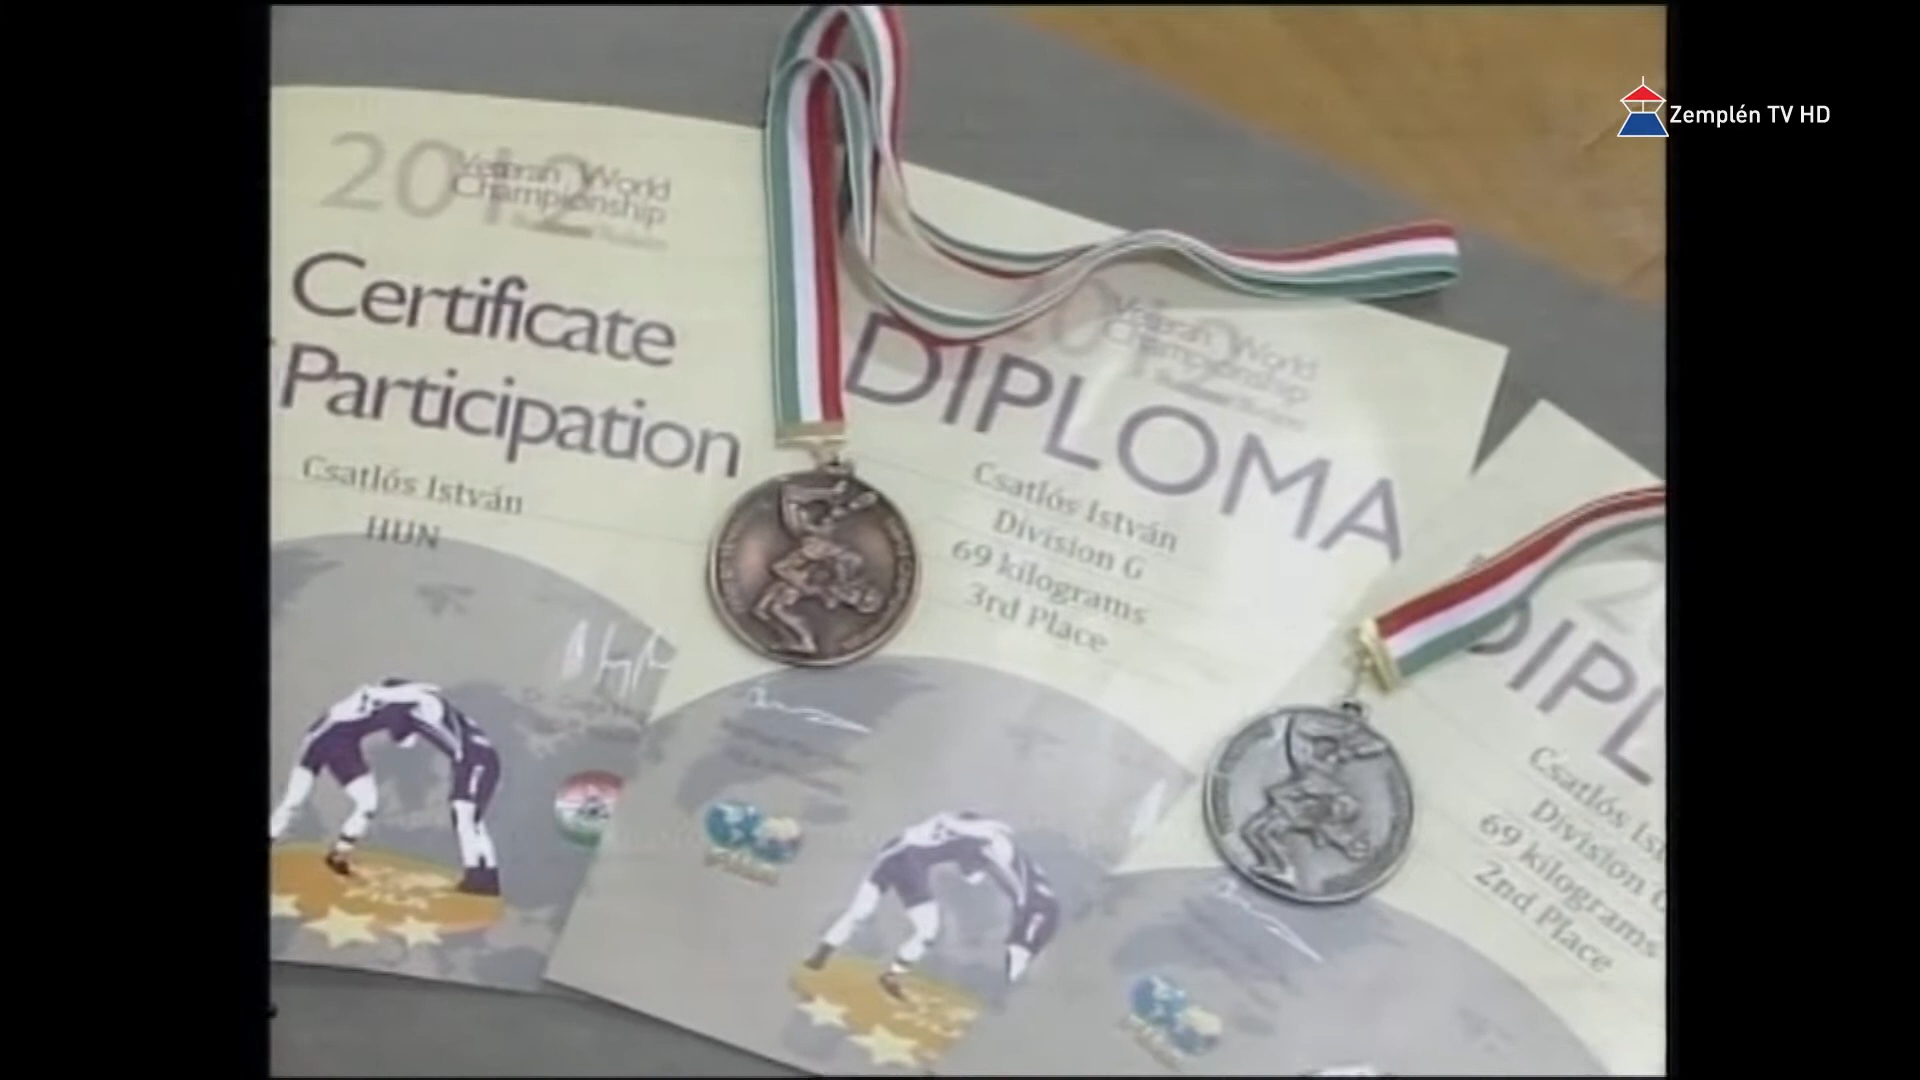 Zemplén TV HD
2012
Veteran World
Championship
Certificate
Participation
Csatlós István
HUN
2012
Veteran World
Championship
DIPLOMA
Csatlós István
Division G
69 kilograms
3rd Place
DIPL
Csatlós Ist
Division G
69 kilograms
2nd Place